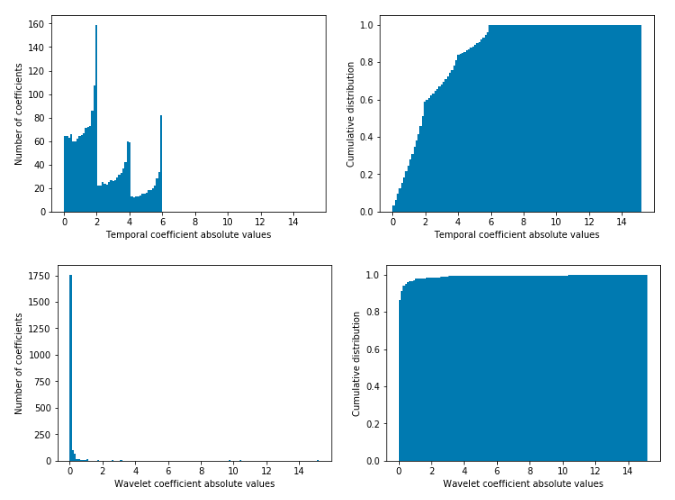 160
140
120
100
80
60
40
20
0
Number of coefficients
0 2 4 6 8 10 12 14
Temporal coefficient absolute values
1.0
0.8
0.6
0.4
0.2
0.0
Cumulative distribution
0 2 4 6 8 10 12 14
Temporal coefficient absolute values
1750
1500
1250
1000
750
500
250
0
Number of coefficients
0 2 4 6 8 10 12 14
Wavelet coefficient absolute values
1.0
0.8
0.6
0.4
0.2
0.0
Cumulative distribution
0 2 4 6 8 10 12 14
Wavelet coefficient absolute values